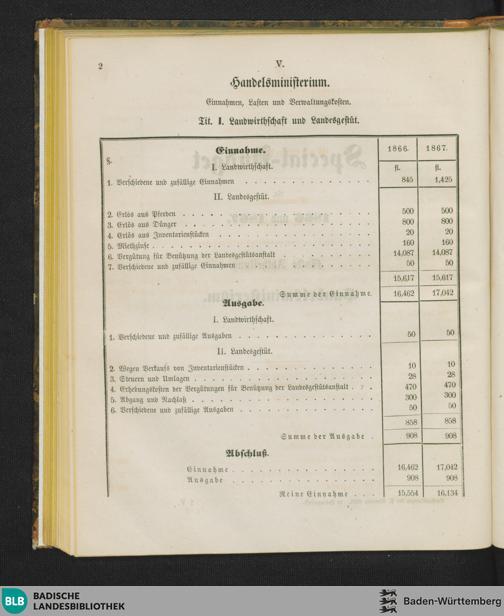 2
V.
Handelsministerium.
Einnahmen, Lasten und Verwaltungskosten.
Tit. I. Landwirthschaft und Landesgestüt.
Einnahme. 1866. 1867.
§. I. Landwirthschaft. fl. fl.
1. Verschiedene und zufällige Einnahmen 845 1,425
II. Landesgestüt.
2. Erlös aus Pferden 500 500
3. Erlös aus Dünger 800 800
4. Erlös aus Inventarienstücken 20 20
5. Miethzinse 160 160
6. Vergütung für Benützung der Landesgestütsanstalt 14,087 14,087
7. Verschiedene und zufällige Einnahmen 50 50
15,617 15,617
Summe der Einnahme. 16,462 17,042
Ausgabe.
I. Landwirthschaft.
1. Verschiedene und zufällige Ausgaben 50 50
II. Landesgestüt.
2. Wegen Verkaufs von Inventarienstücken 10 10
3. Steuern und Umlagen 28 28
4. Erhebungskosten der Vergütungen für Benützung der Landesgestütsanstalt 470 470
5. Abgang und Nachlaß 300 300
6. Verschiedene und zufällige Ausgaben 50 50
858 858
Summe der Ausgabe . 908 908
Abschluß.
Einnahme 16,462 17,042
Ausgabe 908 908
Reine Einnahme 15,554 16,134
BLB BADISCHE
LANDESBIBLIOTHEK
Baden-Württemberg